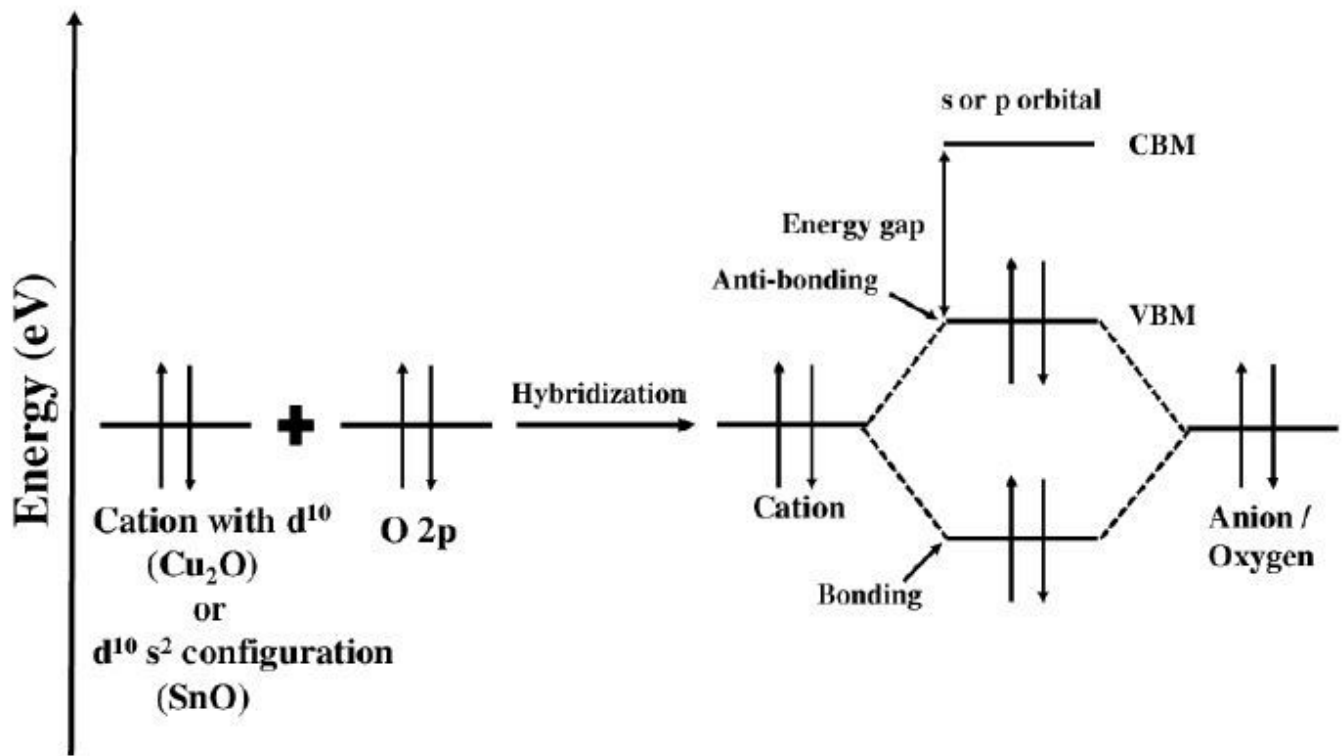 Energy (eV)
Cation with d¹⁰
(Cu₂O)
or
d¹⁰ s² configuration
(SnO)
O 2p
Hybridization
s or p orbital
CBM
Energy gap
Anti-bonding
VBM
Cation
Bonding
Anion /
Oxygen